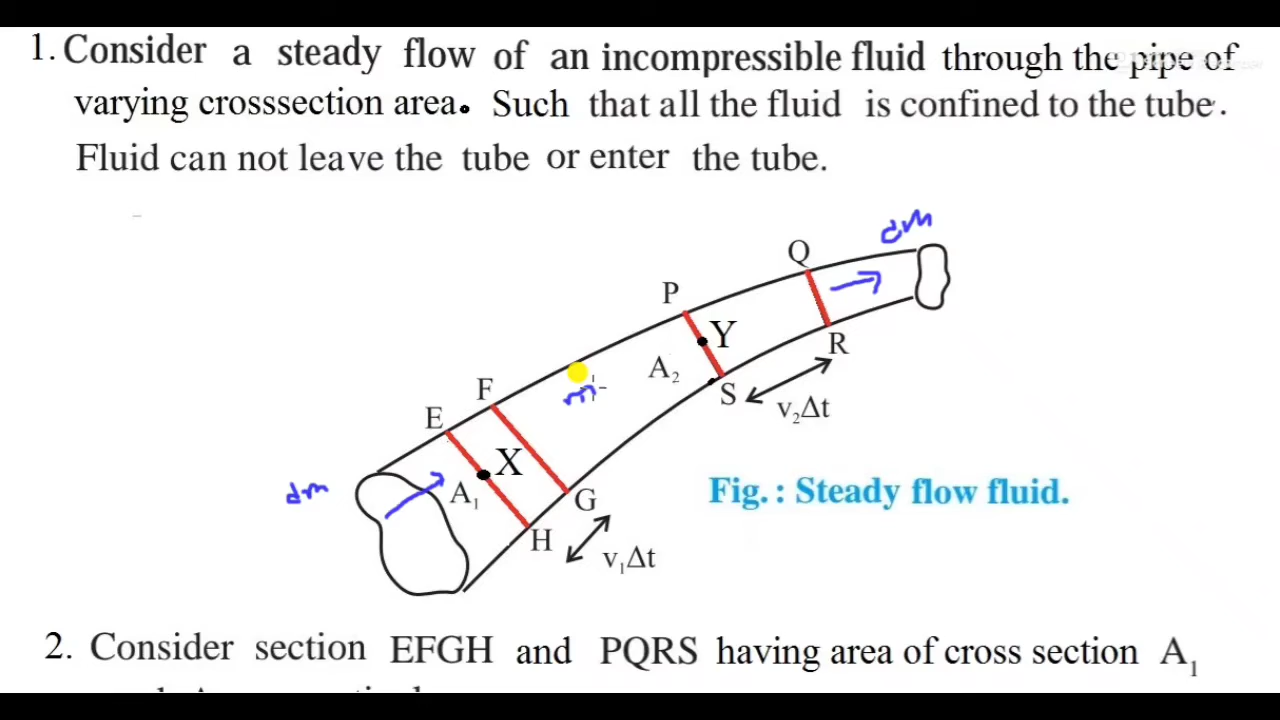 1. Consider a steady flow of an incompressible fluid through the pipe of
varying crosssection area. Such that all the fluid is confined to the tube.
Fluid can not leave the tube or enter the tube.
dm
Q
P
Y
R
A₂
S
v₂Δt
F
m
E
X
dm
A₁
G
H
v₁Δt
Fig. : Steady flow fluid.
2. Consider section EFGH and PQRS having area of cross section A₁